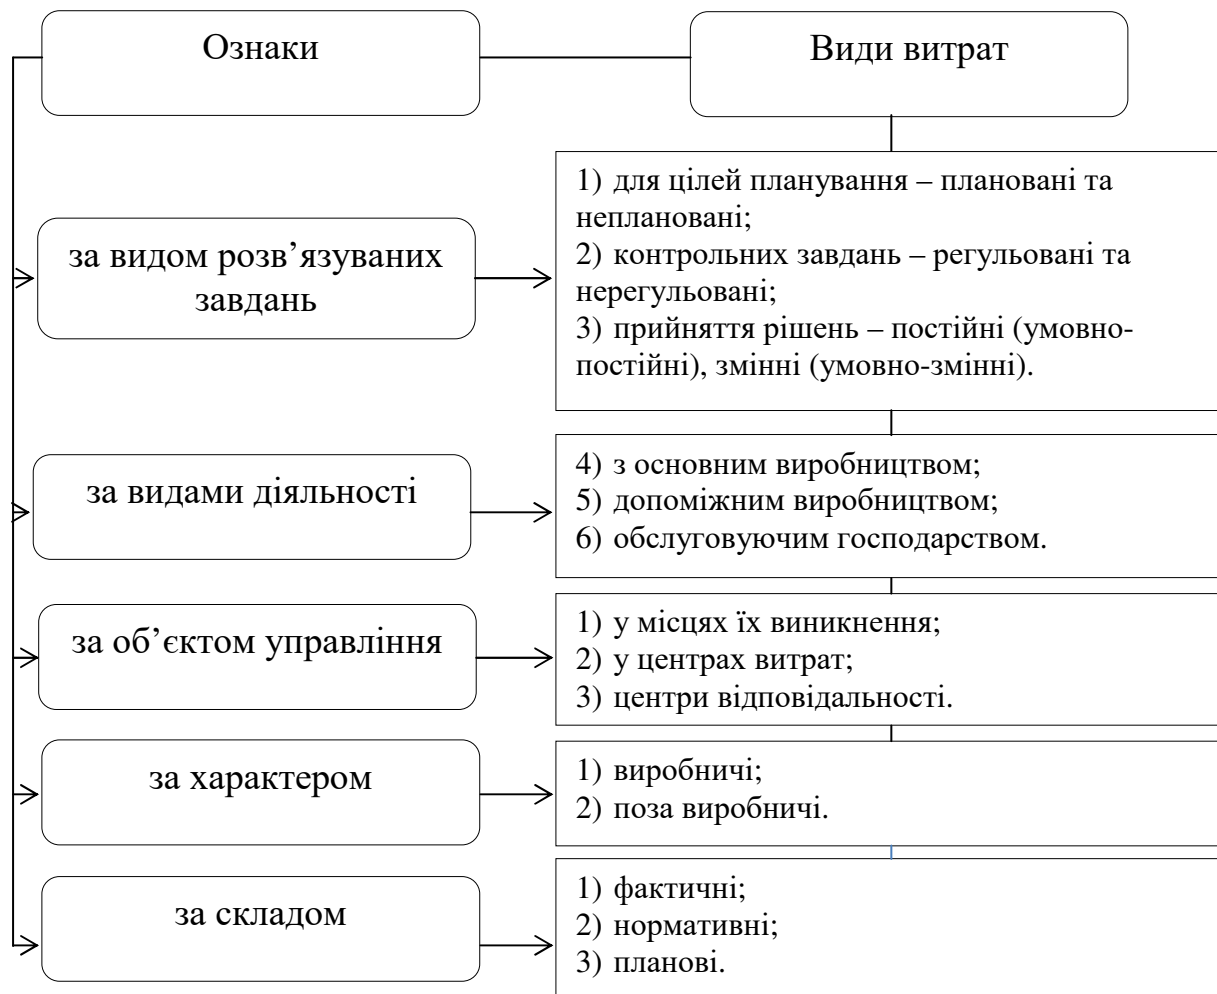 Ознаки
Види витрат
за видом розв’язуваних
завдань
1) для цілей планування – плановані та
неплановані;
2) контрольних завдань – регульовані та
нерегульовані;
3) прийняття рішень – постійні (умовно-
постійні), змінні (умовно-змінні).
за видами діяльності
4) з основним виробництвом;
5) допоміжним виробництвом;
6) обслуговуючим господарством.
за об’єктом управління
1) у місцях їх виникнення;
2) у центрах витрат;
3) центри відповідальності.
за характером
1) виробничі;
2) поза виробничі.
за складом
1) фактичні;
2) нормативні;
3) планові.